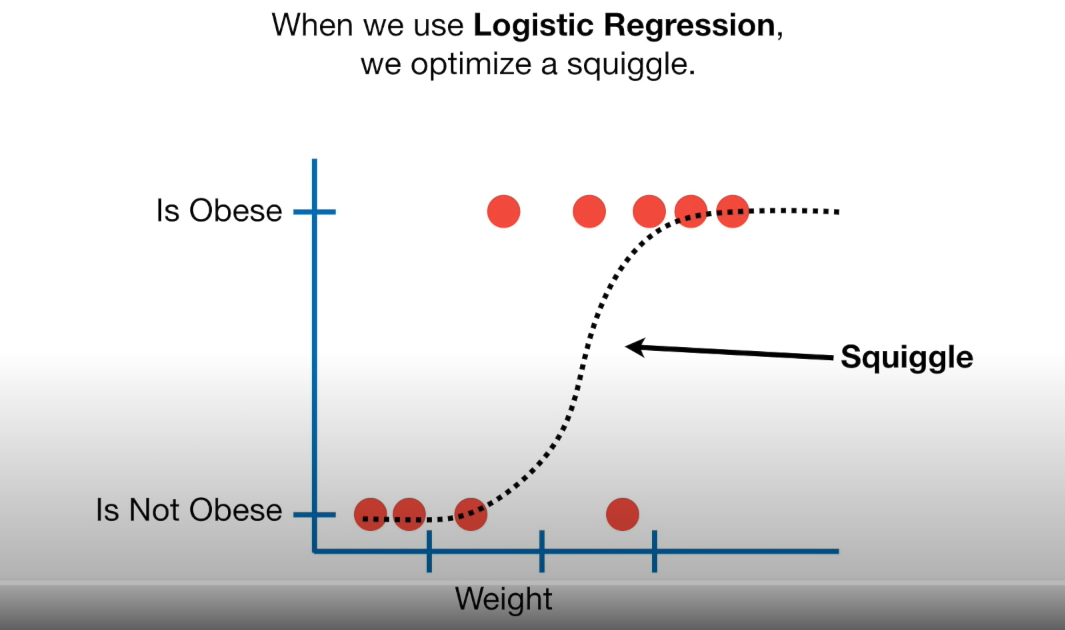 When we use Logistic Regression,
we optimize a squiggle.
Is Obese
Squiggle
Is Not Obese
Weight